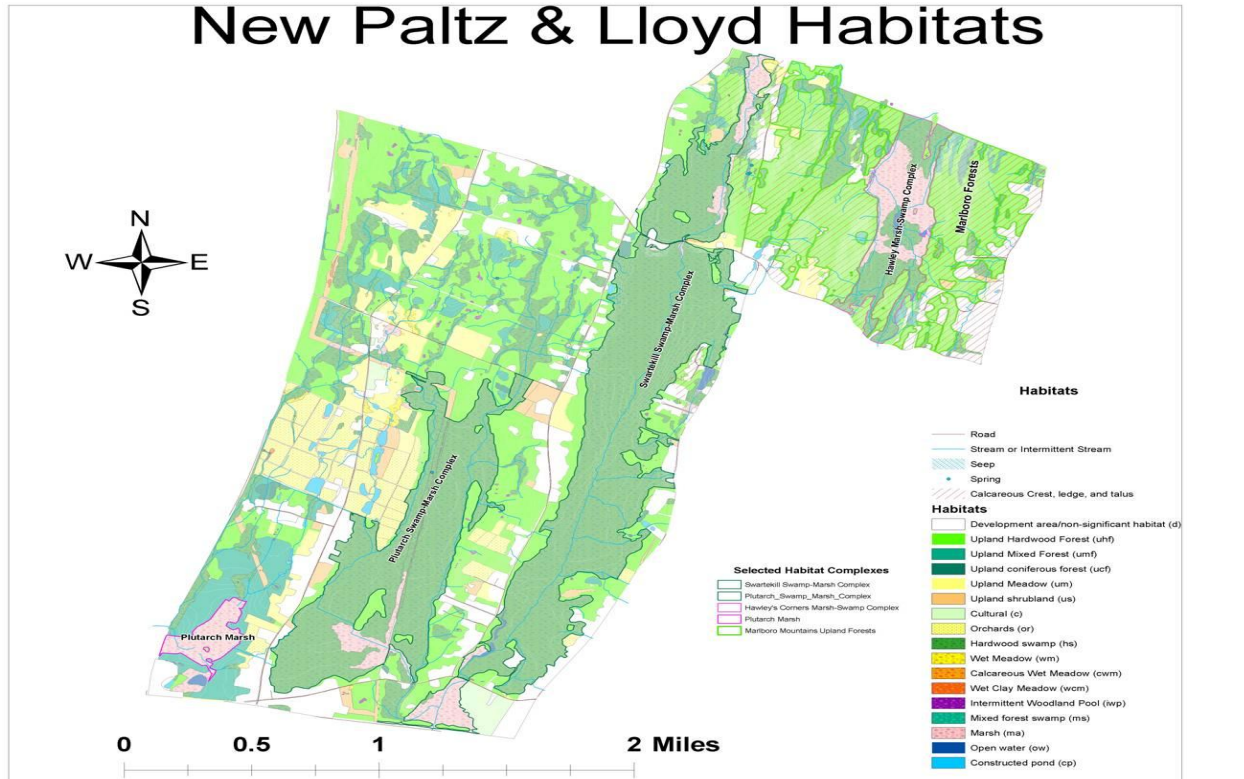 New Paltz & Lloyd Habitats
N
W E
S
Hawley Marsh-Swamp Complex
Marlboro Forests
Swartekill Swamp-Marsh Complex
Plutarch Swamp-Marsh Complex
Plutarch Marsh
Habitats
Road
Stream or Intermittent Stream
Seep
Spring
Calcareous Crest, ledge, and talus
Habitats
Development area/non-significant habitat (d)
Upland Hardwood Forest (uhf)
Upland Mixed Forest (umf)
Upland coniferous forest (ucf)
Upland Meadow (um)
Upland shrubland (us)
Cultural (c)
Orchards (or)
Hardwood swamp (hs)
Wet Meadow (wm)
Calcareous Wet Meadow (cwm)
Wet Clay Meadow (wcm)
Intermittent Woodland Pool (iwp)
Mixed forest swamp (ms)
Marsh (ma)
Open water (ow)
Constructed pond (cp)
Selected Habitat Complexes
Swartekill Swamp-Marsh Complex
Plutarch_Swamp_Marsh_Complex
Hawley's Corners Marsh-Swamp Complex
Plutarch Marsh
Marlboro Mountains Upland Forests
0 0.5 1 2 Miles